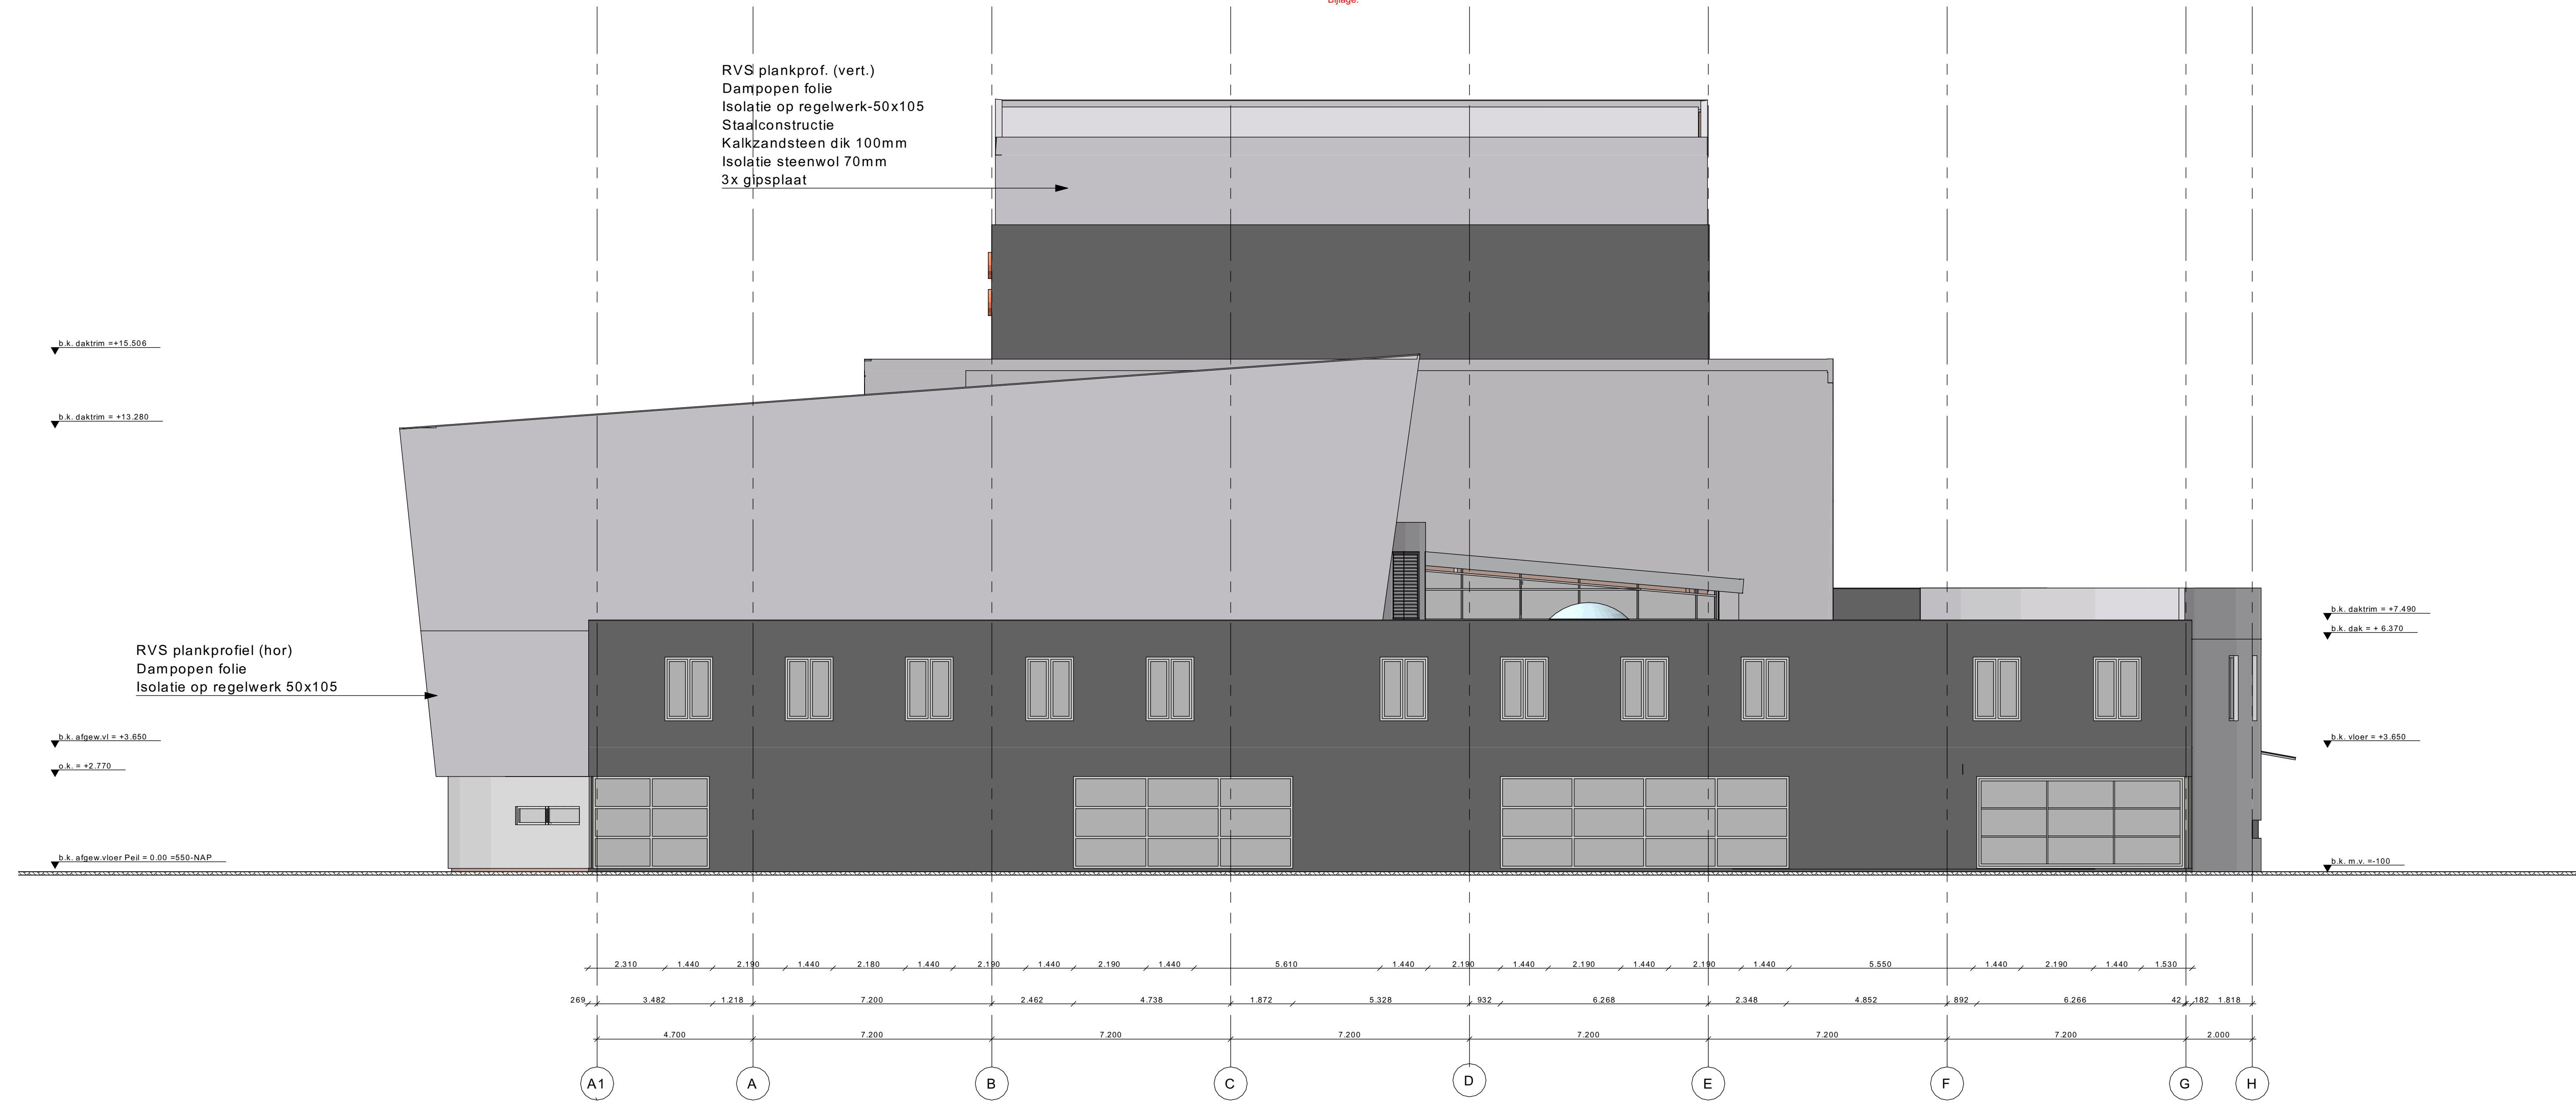 Bijlage:
RVS plankprof. (vert.)
Dampopen folie
Isolatie op regelwerk-50x105
Staalconstructie
Kalkzandsteen dik 100mm
Isolatie steenwol 70mm
3x gipsplaat
b.k. daktrim =+15.506
b.k. daktrim = +13.280
RVS plankprofiel (hor)
Dampopen folie
Isolatie op regelwerk 50x105
b.k. afgew.vl = +3.650
o.k. = +2.770
b.k. afgew.vloer Peil = 0.00 =550-NAP
b.k. daktrim = +7.490
b.k. dak = + 6.370
b.k. vloer = +3.650
b.k. m.v. =-100
2.310 1.440 2.190 1.440 2.180 1.440 2.190 1.440 2.190 1.440 5.610 1.440 2.190 1.440 2.190 1.440 2.190 1.440 5.550 1.440 2.190 1.440 1.530
269 3.482 1.218 7.200 2.462 4.738 1.872 5.328 932 6.268 2.348 4.852 892 6.266 42 182 1.818
4.700 7.200 7.200 7.200 7.200 7.200 7.200 2.000
A1 A B C D E F G H